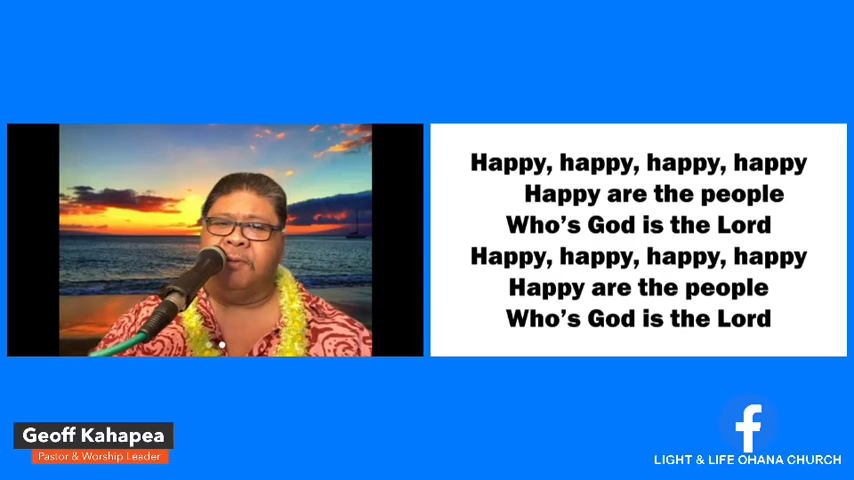 Happy, happy, happy, happy
Happy are the people
Who's God is the Lord
Happy, happy, happy, happy
Happy are the people
Who's God is the Lord
Geoff Kahapea
Pastor & Worship Leader
LIGHT & LIFE OHANA CHURCH